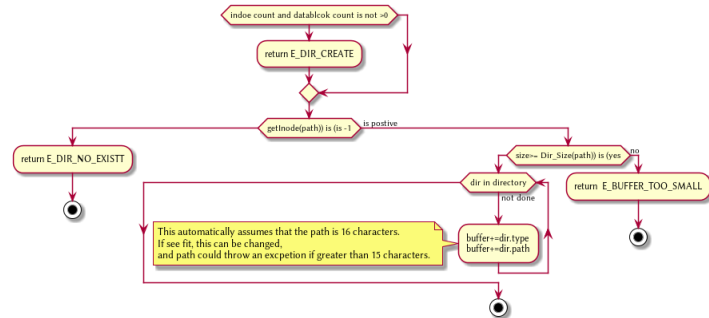 indoe count and datablcok count is not >0
return E_DIR_CREATE
getInode(path)) is (is -1
is postive
return E_DIR_NO_EXISTT
size>= Dir_Size(path)) is (yes
no
dir in directory
return E_BUFFER_TOO_SMALL
not done
This automatically assumes that the path is 16 characters.
If see fit, this can be changed,
and path could throw an excpetion if greater than 15 characters.
buffer+=dir.type
buffer+=dir.path